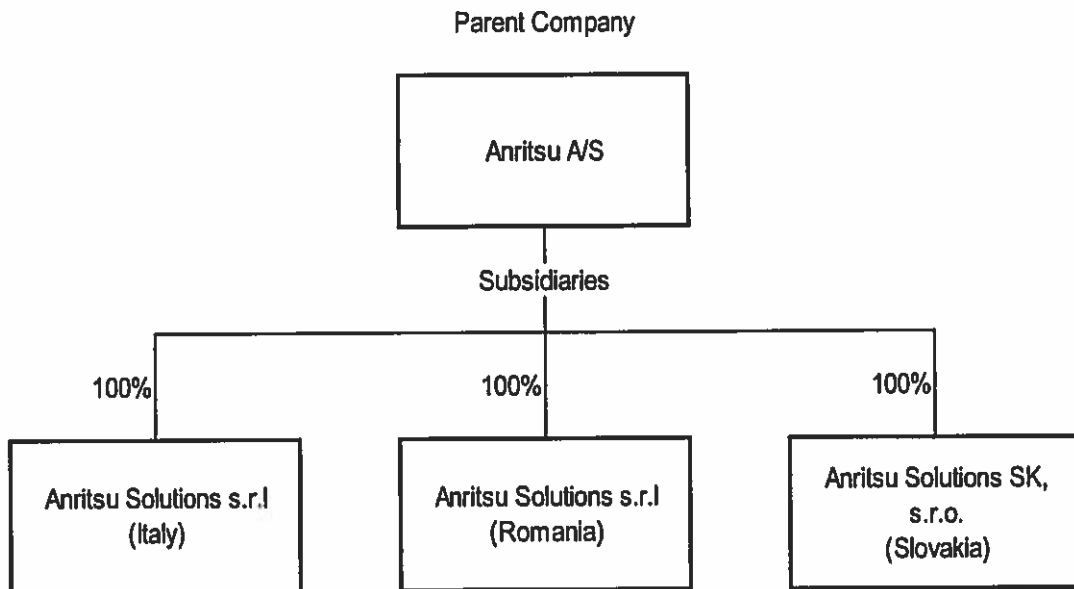 Parent Company
Anritsu A/S
Subsidiaries
100%
100%
100%
Anritsu Solutions s.r.l
(Italy)
Anritsu Solutions s.r.l
(Romania)
Anritsu Solutions SK,
s.r.o.
(Slovakia)